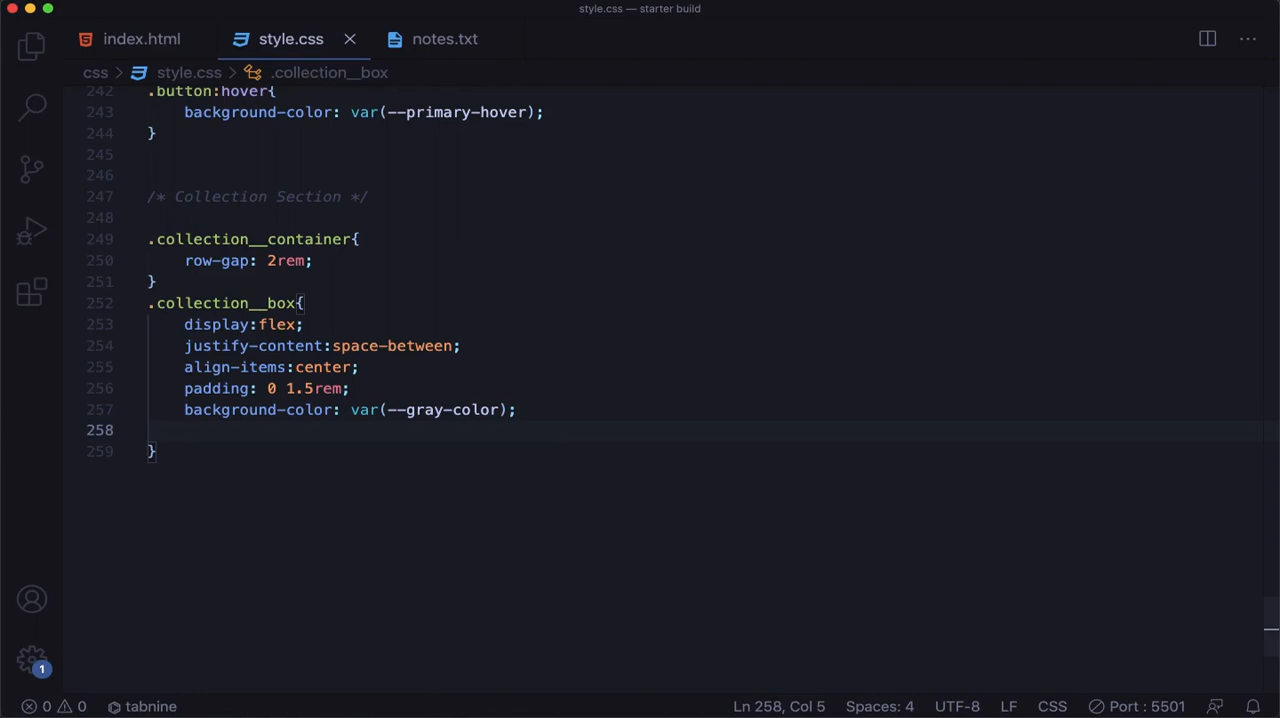 style.css — starter build
index.html style.css notes.txt
css > style.css > .collection__box
242 .button:hover{
243 background-color: var(--primary-hover);
244 }
245
246
247 /* Collection Section */
248
249 .collection__container{
250 row-gap: 2rem;
251 }
252 .collection__box{
253 display:flex;
254 justify-content:space-between;
255 align-items:center;
256 padding: 0 1.5rem;
257 background-color: var(--gray-color);
258
259 }
1
0 0 tabnine Ln 258, Col 5 Spaces: 4 UTF-8 LF CSS Port : 5501